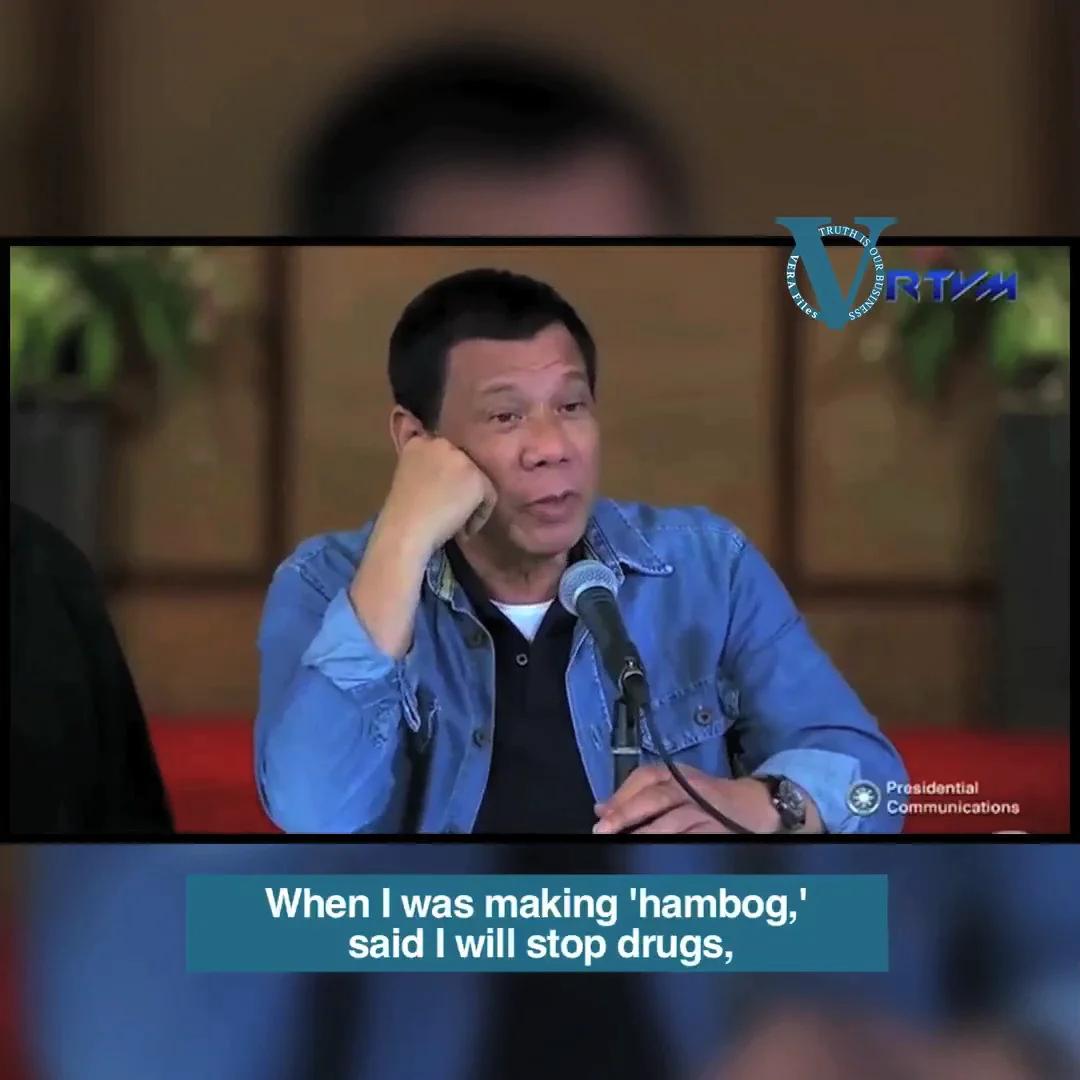 TRUTH IS OUR BUSINESS
VERA Files
V
RTVM
Presidential
Communications
When I was making 'hambog,'
said I will stop drugs,